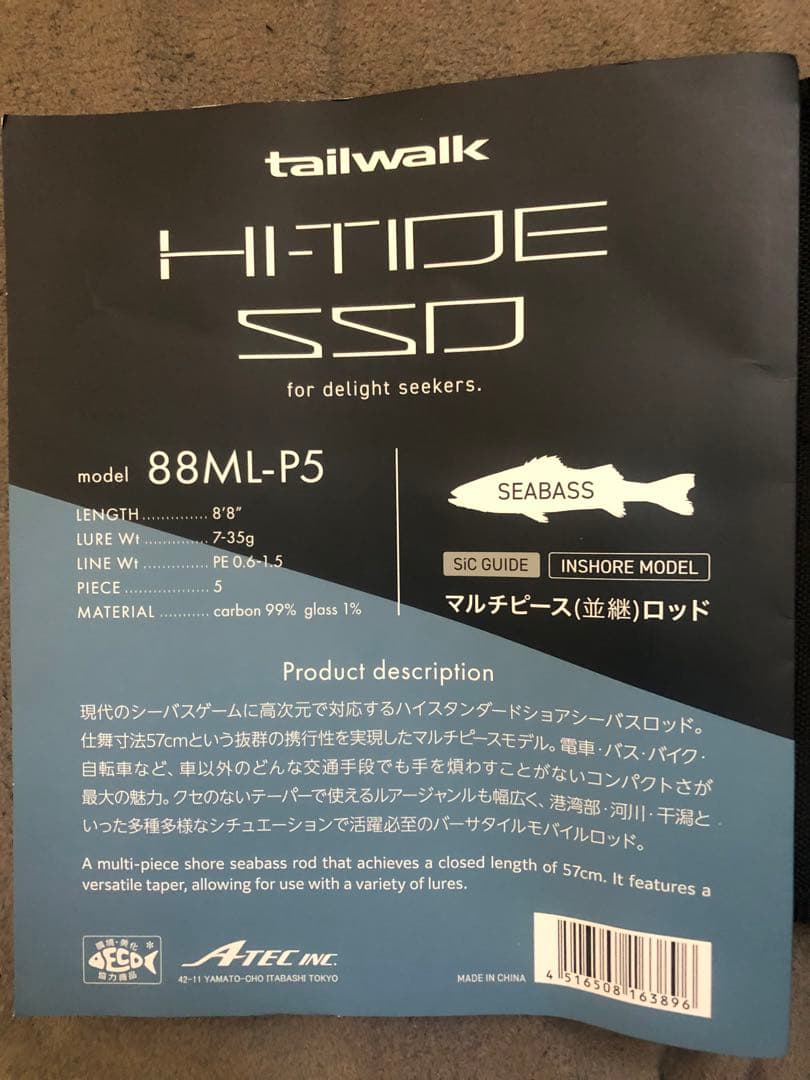 tailwalk
HI-TIDE
SSD
for delight seekers.
model 88ML-P5
LENGTH .............. 8'8"
LURE Wt .............. 7-35g
LINE Wt .............. PE 0.6-1.5
PIECE .................. 5
MATERIAL ........... carbon 99% glass 1%
SEABASS
SiC GUIDE
INSHORE MODEL
マルチピース(並継)ロッド
Product description
現代のシーバスゲームに高次元で対応するハイスタンダードショアシーバスロッド。
仕舞寸法57cmという抜群の携行性を実現したマルチピースモデル。電車・バス・バイク・
自転車など、車以外のどんな交通手段でも手を煩わすことがないコンパクトさが
最大の魅力。クセのないテーパーで使えるルアージャンルも幅広く、港湾部・河川・干潟と
いった多種多様なシチュエーションで活躍必至のバーサタイルモバイルロッド。
A multi-piece shore seabass rod that achieves a closed length of 57cm. It features a
versatile taper, allowing for use with a variety of lures.
環境・美化
ECO
協力商品
A-TEC INC.
42-11 YAMATO-CHO ITABASHI TOKYO
MADE IN CHINA
4 516508 163896